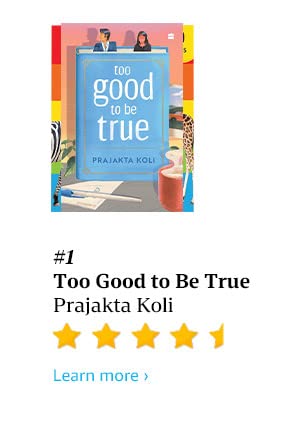 too
good
to be
true
PRAJAKTA KOLI
#1
Too Good to Be True
Prajakta Koli
Learn more ›